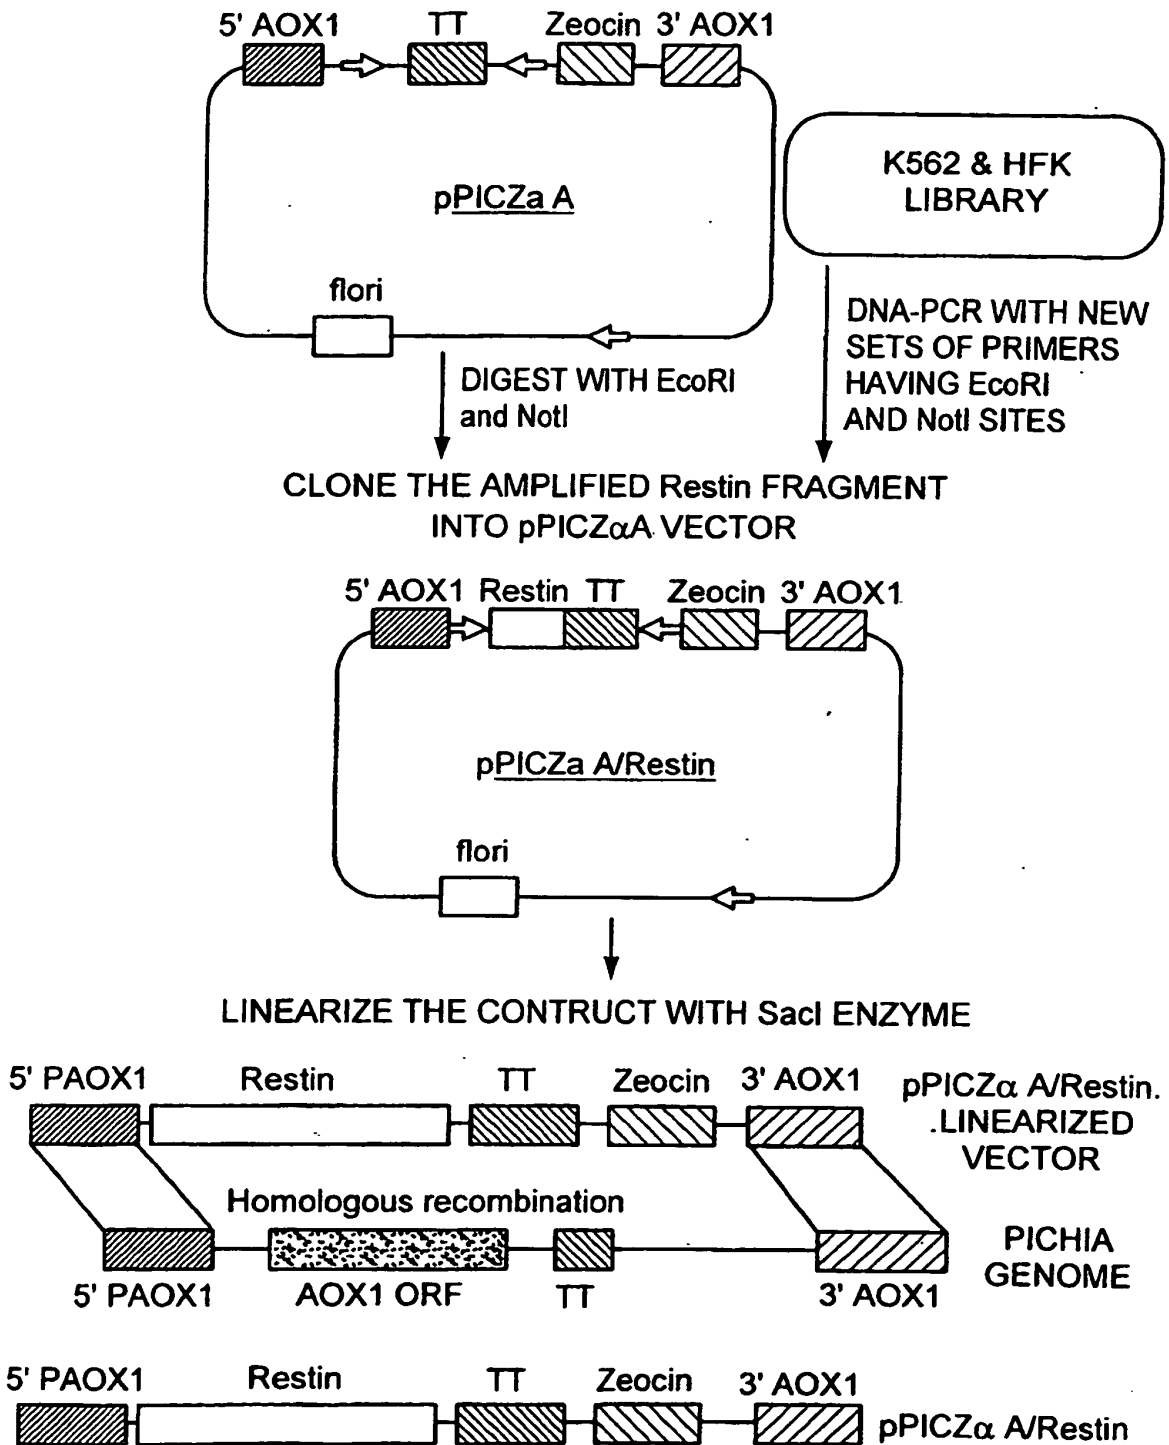 5' AOX1 TT Zeocin 3' AOX1
pPICZa A
flori
K562 & HFK
LIBRARY
DIGEST WITH EcoRI
and NotI
DNA-PCR WITH NEW
SETS OF PRIMERS
HAVING EcoRI
AND NotI SITES
CLONE THE AMPLIFIED Restin FRAGMENT
INTO pPICZαA VECTOR
5' AOX1 Restin TT Zeocin 3' AOX1
pPICZa A/Restin
flori
LINEARIZE THE CONTRUCT WITH SacI ENZYME
5' PAOX1 Restin TT Zeocin 3' AOX1
pPICZα A/Restin.
.LINEARIZED
VECTOR
Homologous recombination
PICHIA
GENOME
5' PAOX1 AOX1 ORF TT 3' AOX1
5' PAOX1 Restin TT Zeocin 3' AOX1
pPICZα A/Restin